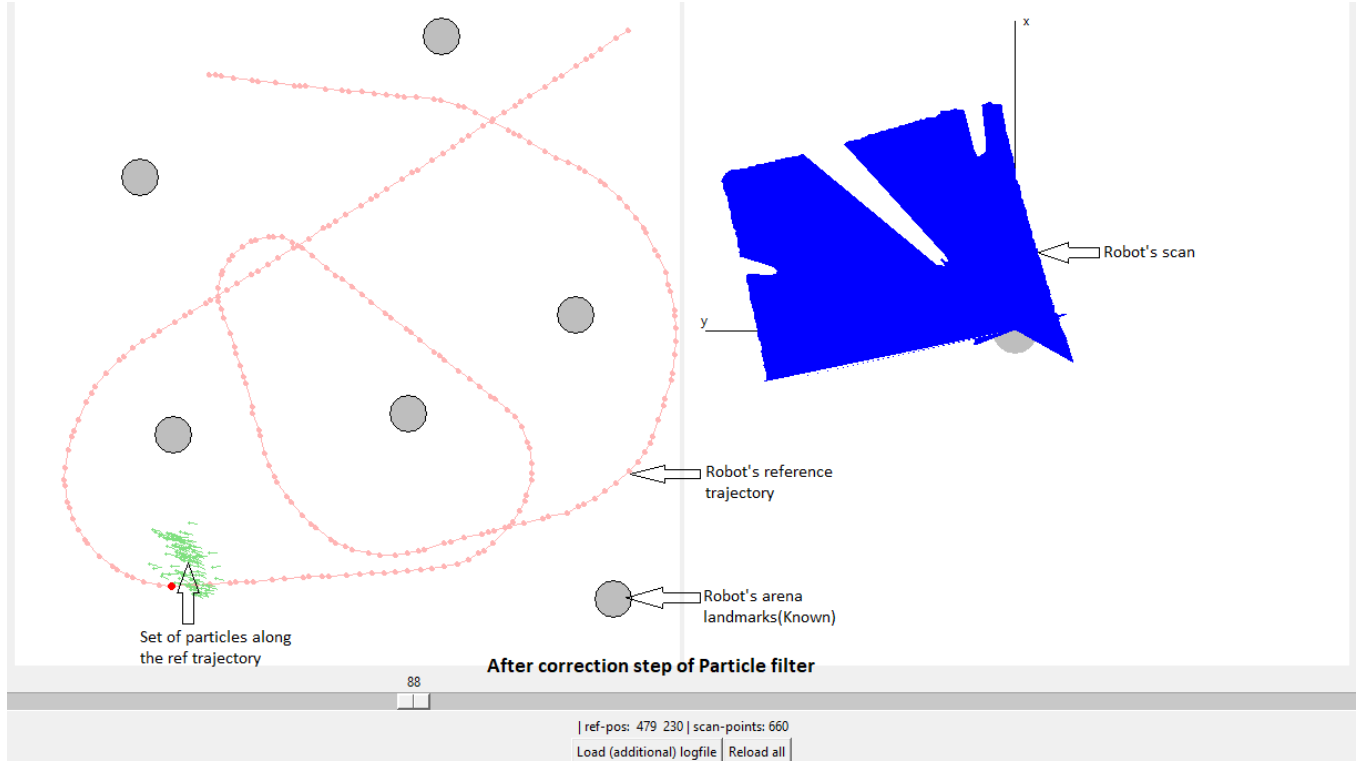 x
Robot's scan
y
Robot's reference
trajectory
Robot's arena
landmarks(Known)
Set of particles along
the ref trajectory
After correction step of Particle filter
88
| ref-pos:  479  230 | scan-points: 660
Load (additional) logfile
Reload all